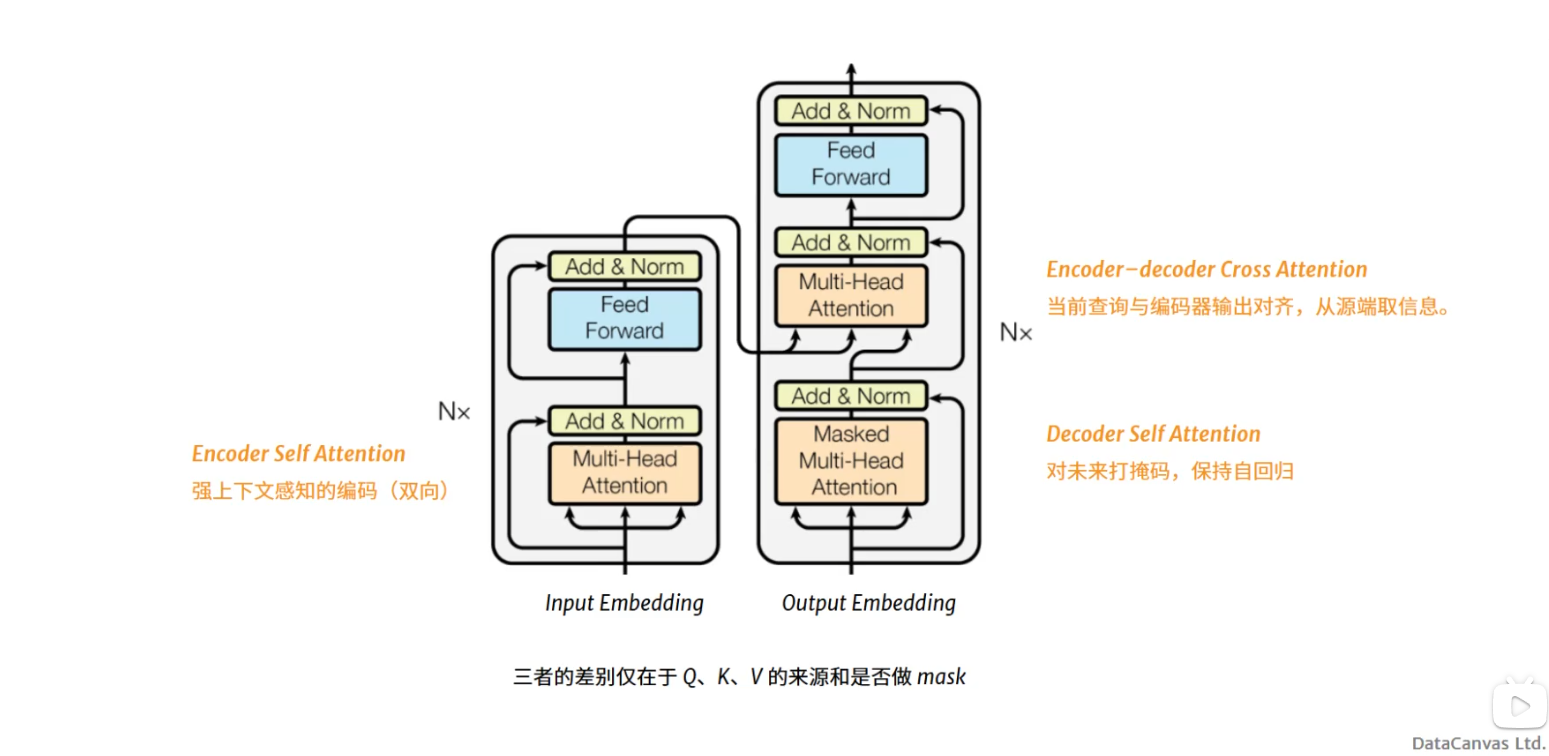 Add & Norm
Feed
Forward
Add & Norm
Multi-Head
Attention
Add & Norm
Masked
Multi-Head
Attention
Nx
Output Embedding
Add & Norm
Feed
Forward
Add & Norm
Multi-Head
Attention
Nx
Input Embedding
Encoder Self Attention
强上下文感知的编码（双向）
Encoder–decoder Cross Attention
当前查询与编码器输出对齐，从源端取信息。
Decoder Self Attention
对未来打掩码，保持自回归
三者的差别仅在于 Q、K、V 的来源和是否做 mask
DataCanvas Ltd.